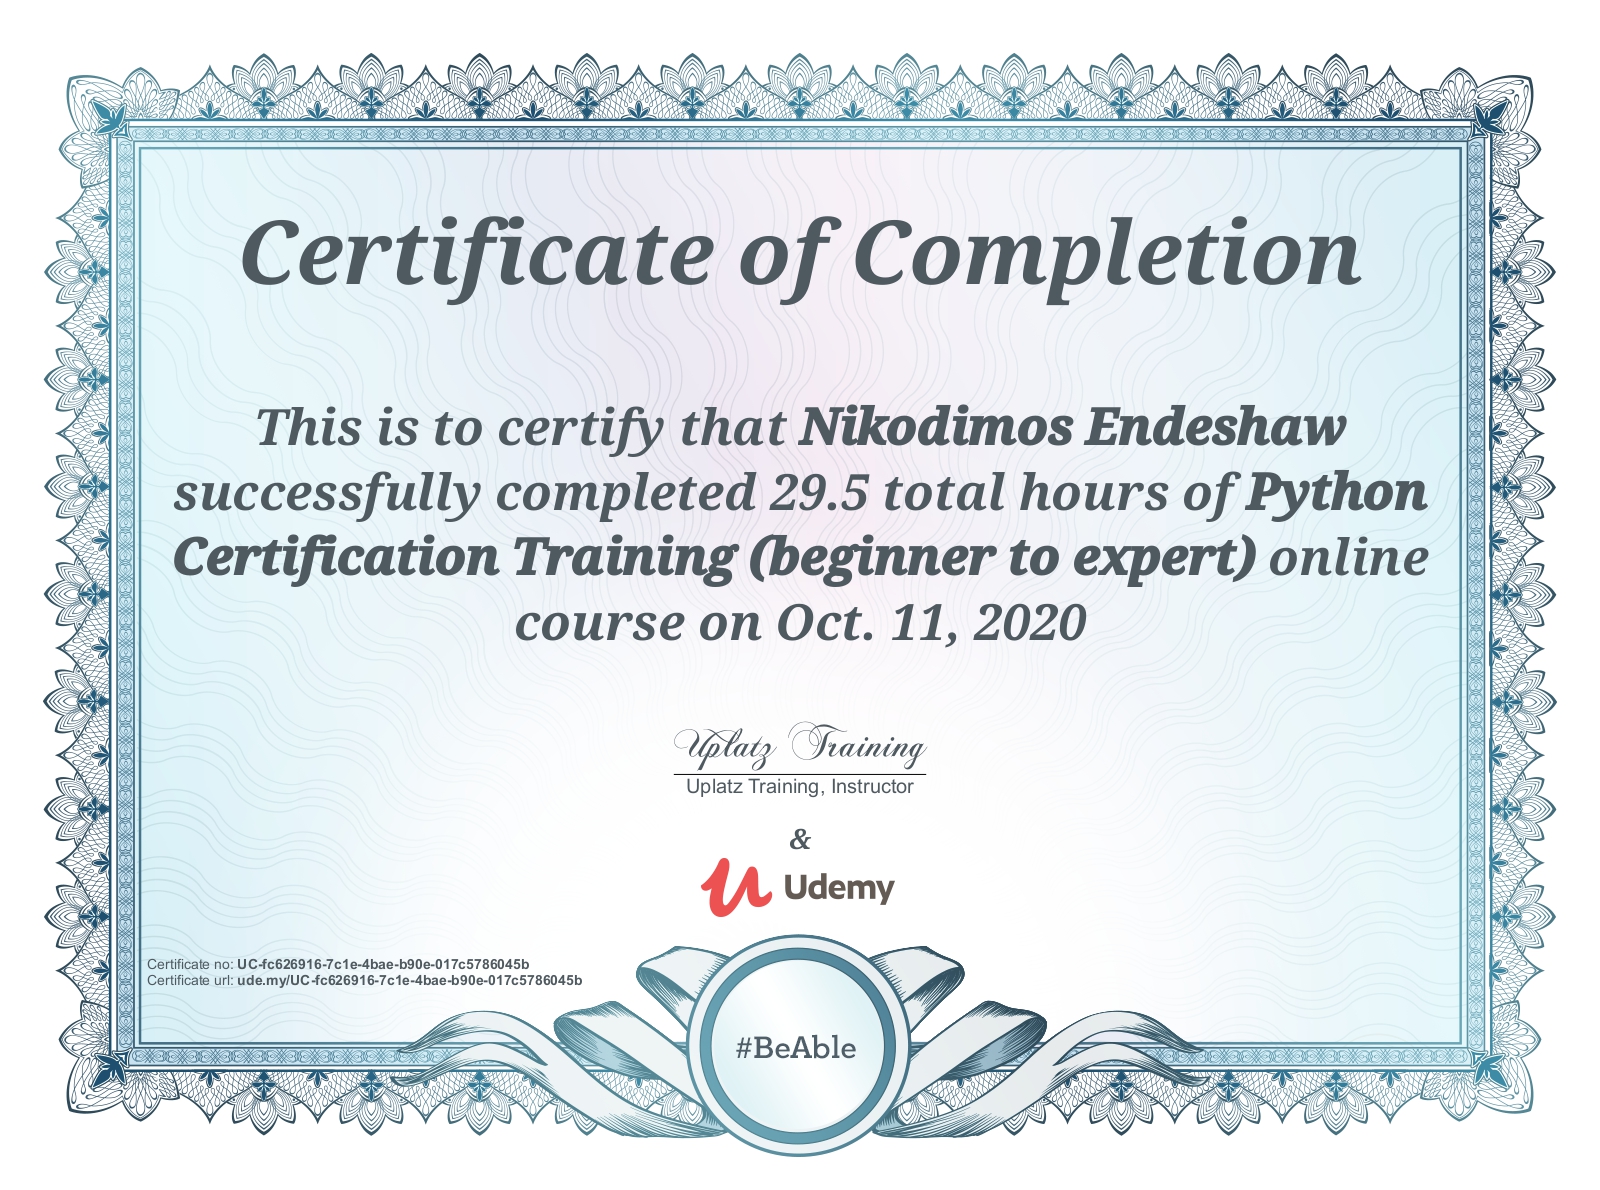 Certificate of Completion
This is to certify that Nikodimos Endeshaw
successfully completed 29.5 total hours of Python
Certification Training (beginner to expert) online
course on Oct. 11, 2020
Uplatz Training
Uplatz Training, Instructor
&
Udemy
Certificate no: UC-fc626916-7c1e-4bae-b90e-017c5786045b
Certificate url: ude.my/UC-fc626916-7c1e-4bae-b90e-017c5786045b
#BeAble